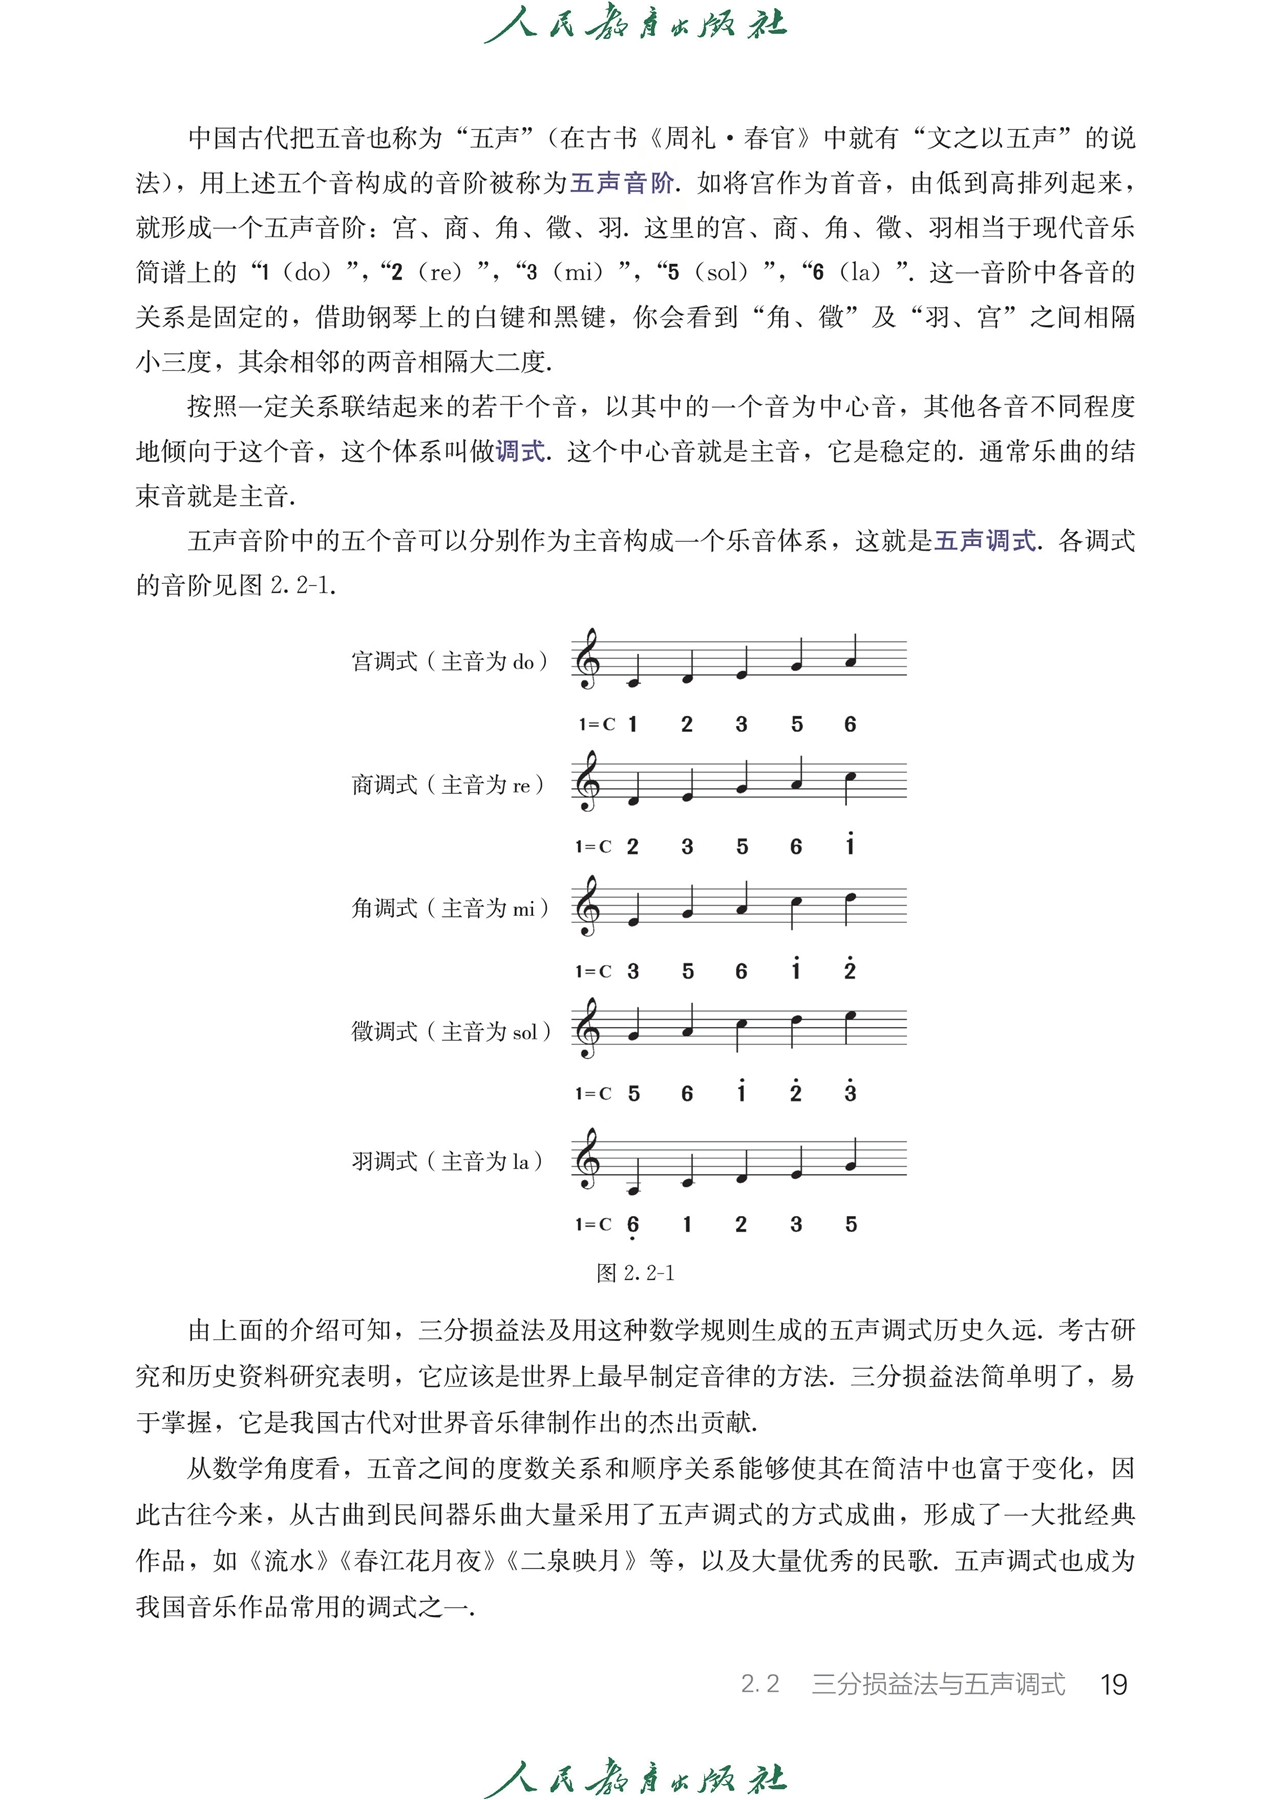 人民教育出版社
中国古代把五音也称为“五声”(在古书《周礼·春官》中就有“文之以五声”的说
法)，用上述五个音构成的音阶被称为五声音阶. 如将宫作为首音，由低到高排列起来，
就形成一个五声音阶：宫、商、角、徵、羽. 这里的宫、商、角、徵、羽相当于现代音乐
简谱上的“1（do）”，“2（re）”，“3（mi）”，“5（sol）”，“6（la）”. 这一音阶中各音的
关系是固定的，借助钢琴上的白键和黑键，你会看到“角、徵”及“羽、宫”之间相隔
小三度，其余相邻的两音相隔大二度.
按照一定关系联结起来的若干个音，以其中的一个音为中心音，其他各音不同程度
地倾向于这个音，这个体系叫做调式. 这个中心音就是主音，它是稳定的. 通常乐曲的结
束音就是主音.
五声音阶中的五个音可以分别作为主音构成一个乐音体系，这就是五声调式. 各调式
的音阶见图 2.2-1.
宫调式（主音为 do）
1=C 1 2 3 5 6
商调式（主音为 re）
1=C 2 3 5 6 1̇
角调式（主音为 mi）
1=C 3 5 6 1̇ 2̇
徵调式（主音为 sol）
1=C 5 6 1̇ 2̇ 3̇
羽调式（主音为 la）
1=C 6̣ 1 2 3 5
图 2.2-1
由上面的介绍可知，三分损益法及用这种数学规则生成的五声调式历史久远. 考古研
究和历史资料研究表明，它应该是世界上最早制定音律的方法. 三分损益法简单明了，易
于掌握，它是我国古代对世界音乐律制作出的杰出贡献.
从数学角度看，五音之间的度数关系和顺序关系能够使其在简洁中也富于变化，因
此古往今来，从古曲到民间器乐曲大量采用了五声调式的方式成曲，形成了一大批经典
作品，如《流水》《春江花月夜》《二泉映月》等，以及大量优秀的民歌. 五声调式也成为
我国音乐作品常用的调式之一.
2.2 三分损益法与五声调式 19
人民教育出版社